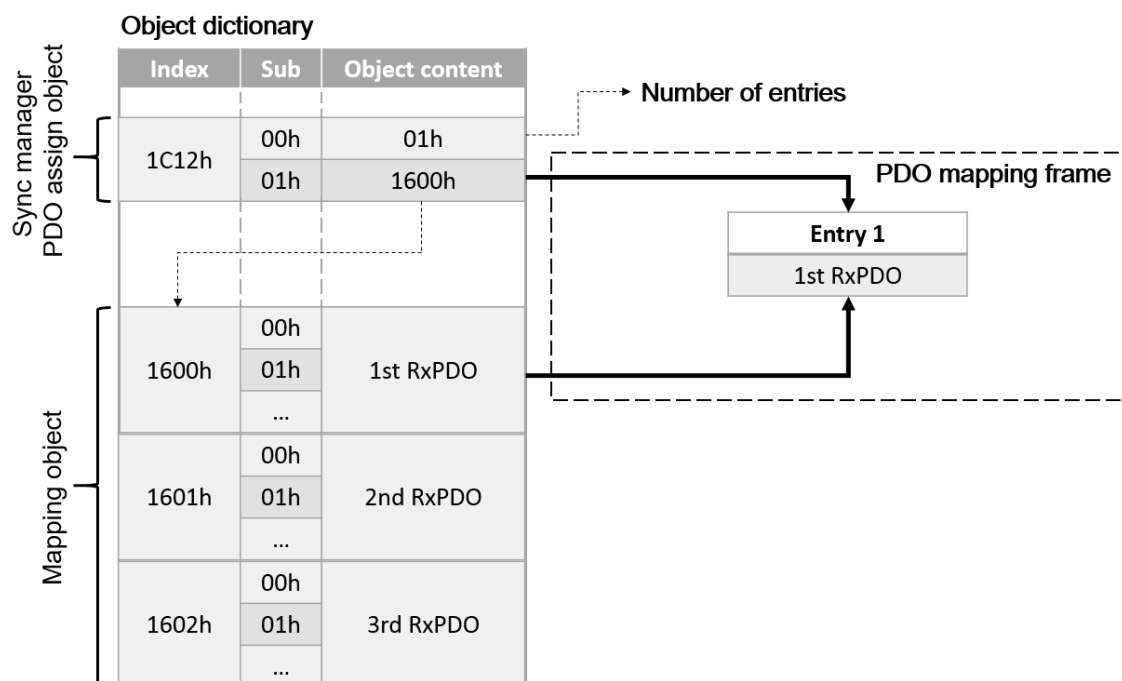 Object dictionary
Index Sub Object content
Sync manager
PDO assign object
1C12h
00h 01h
01h 1600h
Number of entries
PDO mapping frame
Entry 1
1st RxPDO
Mapping object
1600h
00h
01h
...
1st RxPDO
1601h
00h
01h
...
2nd RxPDO
1602h
00h
01h
...
3rd RxPDO